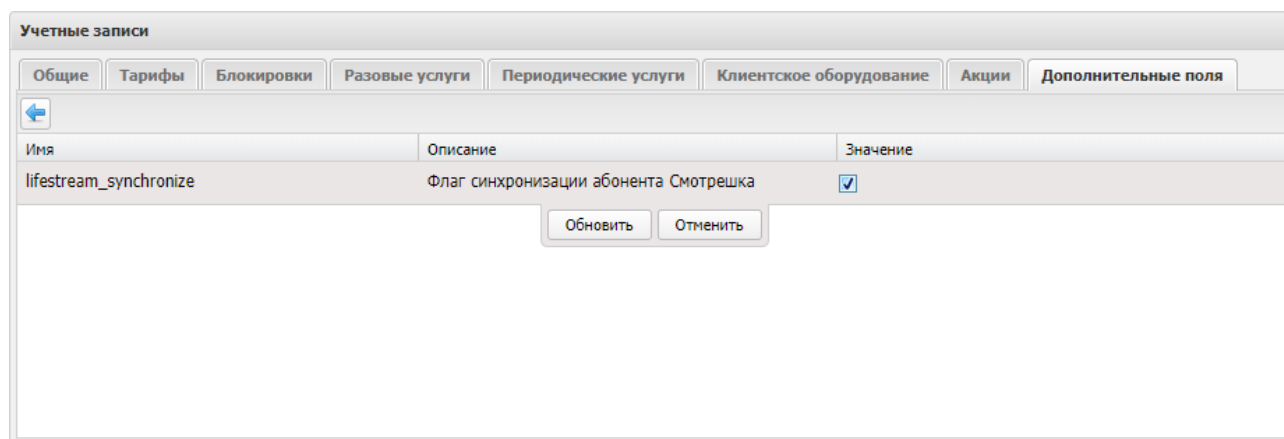 Учетные записи
Общие Тарифы Блокировки Разовые услуги Периодические услуги Клиентское оборудование Акции Дополнительные поля
Имя Описание Значение
lifestream_synchronize Флаг синхронизации абонента Смотрешка
Обновить Отменить